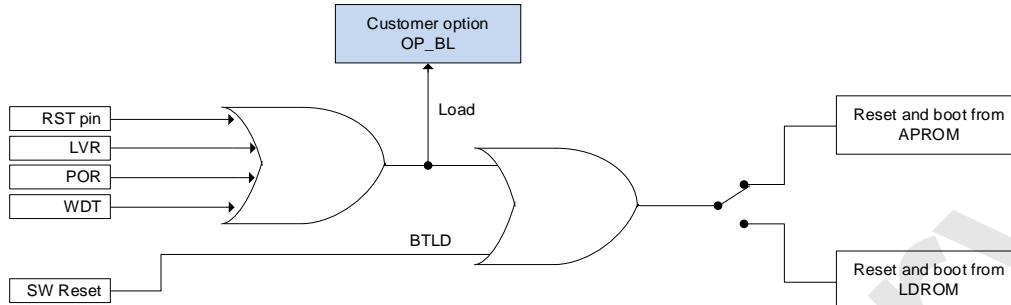 Customer option
OP_BL
Load
RST pin
LVR
POR
WDT
BTLD
SW Reset
Reset and boot from
APROM
Reset and boot from
LDROM